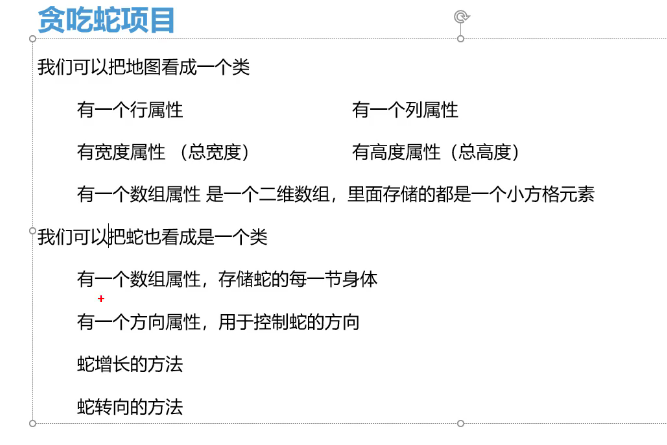 贪吃蛇项目
我们可以把地图看成一个类
有一个行属性 有一个列属性
有宽度属性 （总宽度） 有高度属性（总高度）
有一个数组属性 是一个二维数组，里面存储的都是一个小方格元素
我们可以把蛇也看成是一个类
有一个数组属性，存储蛇的每一节身体
有一个方向属性，用于控制蛇的方向
蛇增长的方法
蛇转向的方法